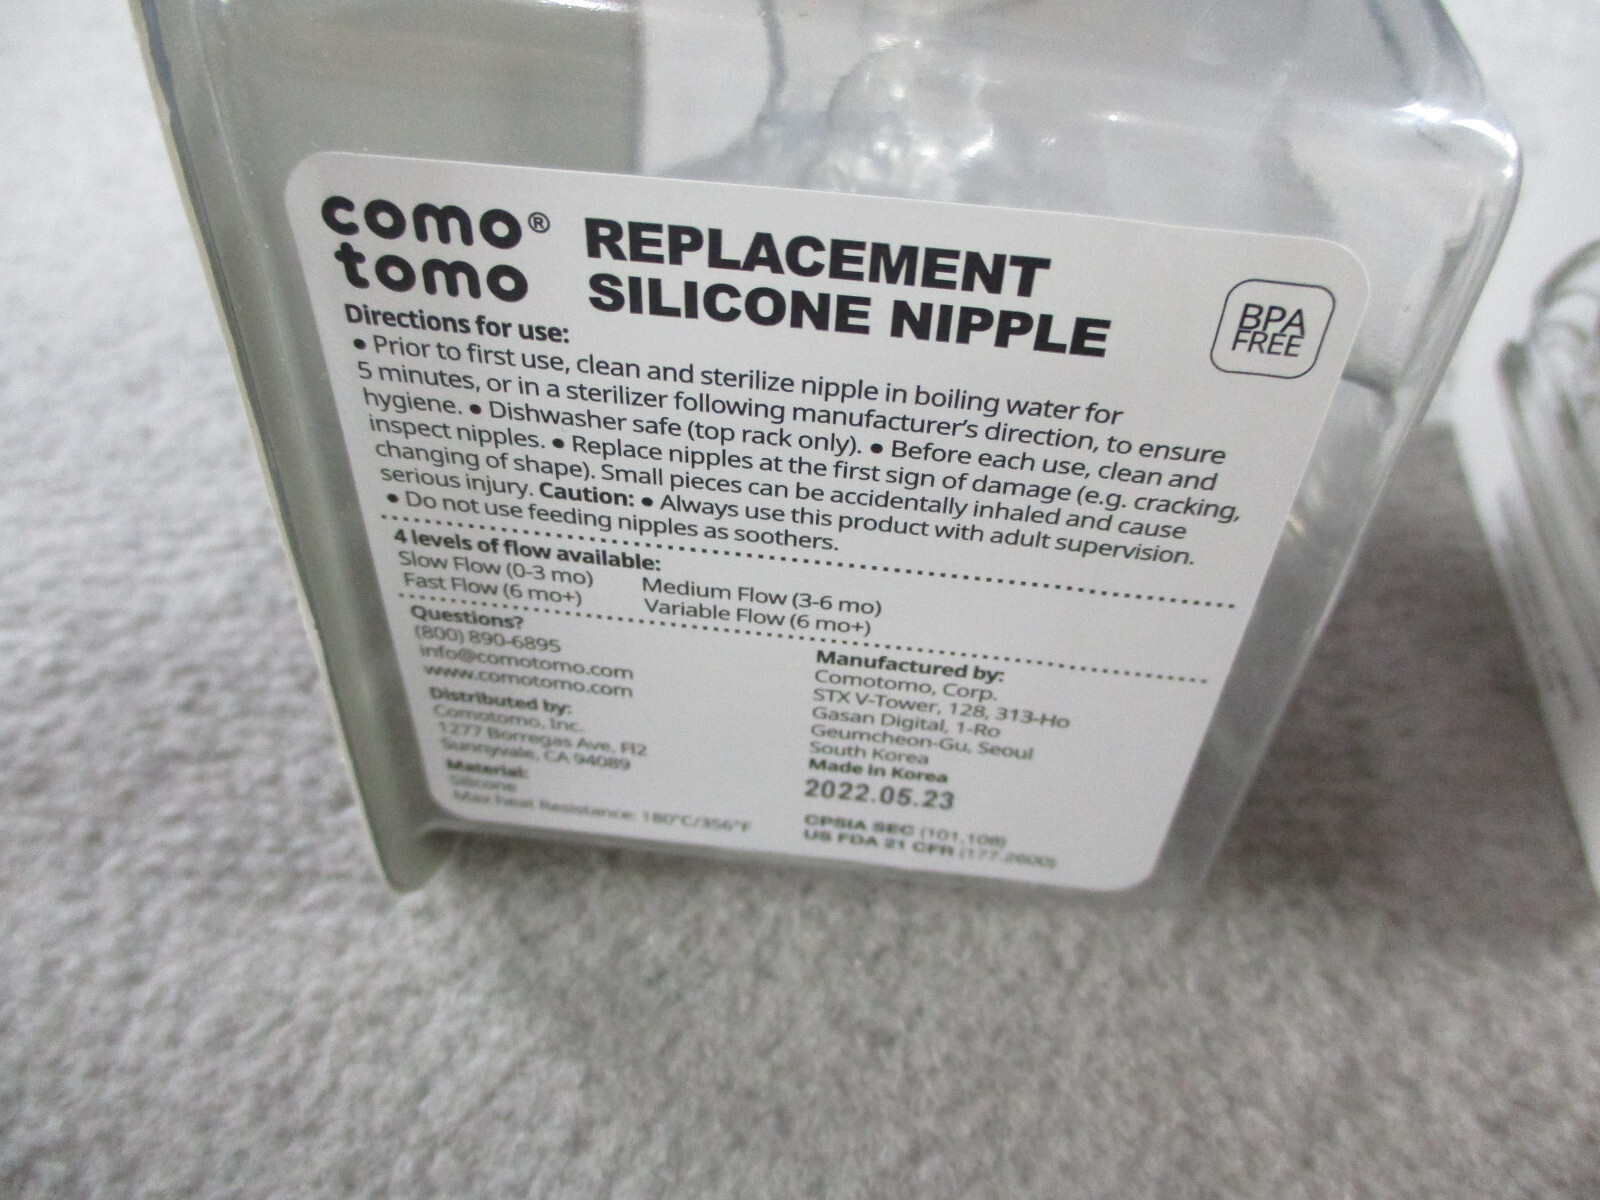 como®
tomo
REPLACEMENT
SILICONE NIPPLE
BPA
FREE
Directions for use:
• Prior to first use, clean and sterilize nipple in boiling water for
5 minutes, or in a sterilizer following manufacturer's direction, to ensure
hygiene. • Dishwasher safe (top rack only). • Before each use, clean and
inspect nipples. • Replace nipples at the first sign of damage (e.g. cracking,
changing of shape). Small pieces can be accidentally inhaled and cause
serious injury. Caution: • Always use this product with adult supervision.
• Do not use feeding nipples as soothers.
4 levels of flow available:
Slow Flow (0-3 mo) Medium Flow (3-6 mo)
Fast Flow (6 mo+) Variable Flow (6 mo+)
Questions?
(800) 890-6895
info@comotomo.com
www.comotomo.com
Distributed by:
Comotomo, Inc.
1277 Borregas Ave, Fl2
Sunnyvale, CA 94089
Material:
Silicone
Max heat Resistance: 180°C/356°F
Manufactured by:
Comotomo, Corp.
STX V-Tower, 128, 313-Ho
Gasan Digital, 1-Ro
Geumcheon-Gu, Seoul
South Korea
Made in Korea
2022.05.23
CPSIA SEC (101,108)
US FDA 21 CFR (177-2600)